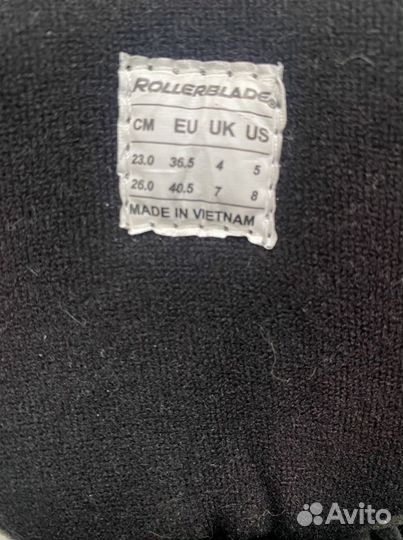 ROLLERBLADE®
CM EU UK US
23.0 36.5 4 5
26.0 40.5 7 8
MADE IN VIETNAM
Avito